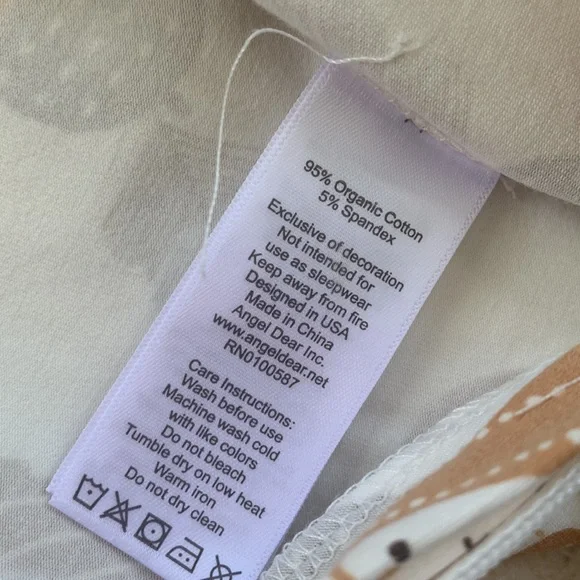 95% Organic Cotton
5% Spandex
Exclusive of decoration
Not intended for
use as sleepwear
Keep away from fire
Designed in USA
Made in China
Angel Dear Inc.
www.angeldear.net
RN0100587
Care Instructions:
Wash before use
Machine wash cold
with like colors
Do not bleach
Tumble dry on low heat
Warm iron
Do not dry clean